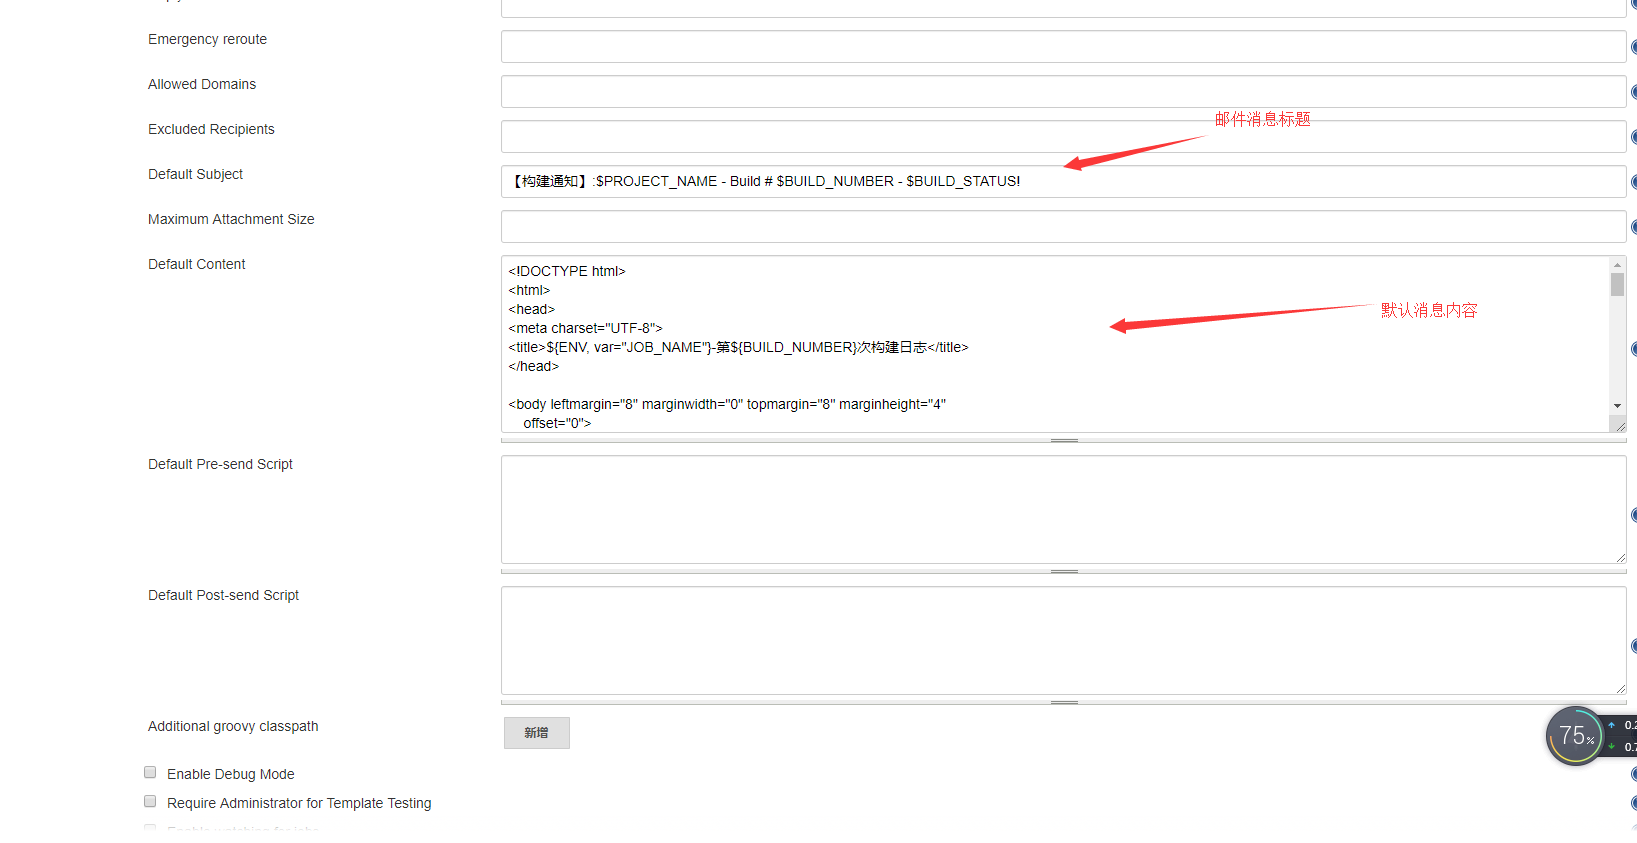 Emergency reroute
Allowed Domains
邮件消息标题
Excluded Recipients
Default Subject
【构建通知】:$PROJECT_NAME - Build # $BUILD_NUMBER - $BUILD_STATUS!
Maximum Attachment Size
Default Content
<!DOCTYPE html>
<html>
<head>
默认消息内容
<meta charset="UTF-8">
<title>${ENV, var="JOB_NAME"}-第${BUILD_NUMBER}次构建日志</title>
</head>
<body leftmargin="8" marginwidth="0" topmargin="8" marginheight="4"
offset="0">
Default Pre-send Script
Default Post-send Script
Additional groovy classpath
新增
75%
0.2
0.7
Enable Debug Mode
Require Administrator for Template Testing